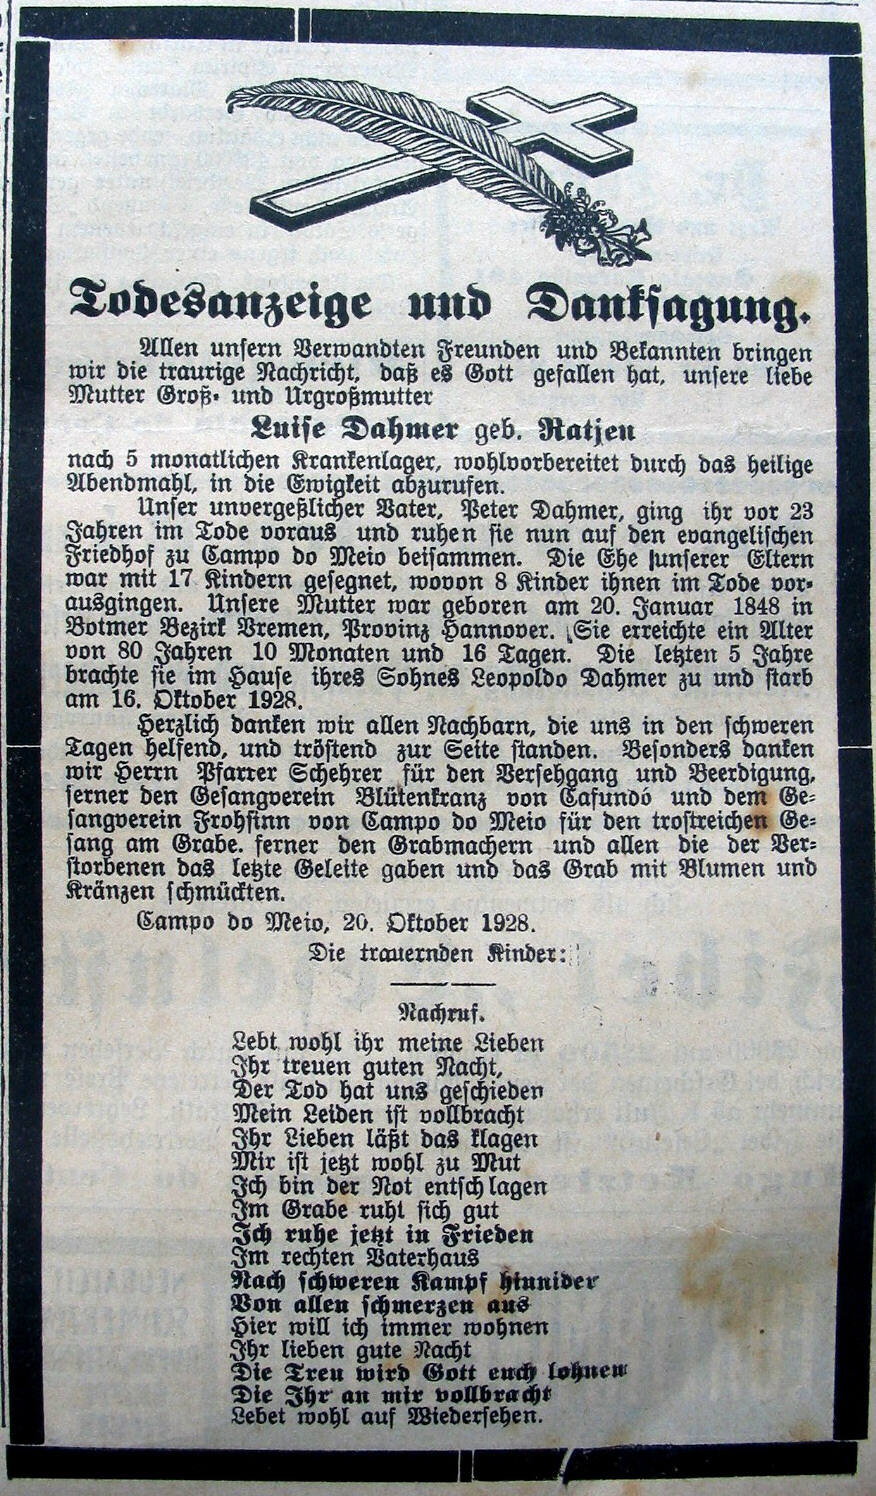 Todesanzeige und Danksagung.
Allen unsern Verwandten Freunden und Bekannten bringen
wir die traurige Nachricht, daß es Gott gefallen hat, unsere liebe
Mutter Groß- und Urgroßmutter
Luise Dahmer geb. Ratjen
nach 5 monatlichen Krankenlager, wohlvorbereitet durch das heilige
Abendmahl, in die Ewigkeit abzurufen.
Unser unvergeßlicher Vater, Peter Dahmer, ging ihr vor 23
Jahren im Tode voraus und ruhen sie nun auf den evangelischen
Friedhof zu Campo do Meio beisammen. Die Ehe unserer Eltern
war mit 17 Kindern gesegnet, wovon 8 Kinder ihnen im Tode vor-
ausgingen. Unsere Mutter war geboren am 20. Januar 1848 in
Botmer Bezirk Bremen, Provinz Hannover. Sie erreichte ein Alter
von 80 Jahren 10 Monaten und 16 Tagen. Die letzten 5 Jahre
brachte sie im Hause ihres Sohnes Leopoldo Dahmer zu und starb
am 16. Oktober 1928.
Herzlich danken wir allen Nachbarn, die uns in den schweren
Tagen helfend, und tröstend zur Seite standen. Besonders danken
wir Herrn Pfarrer Schehrer für den Versehgang und Beerdigung,
ferner den Gesangverein Blütenkranz von Cafundó und dem Ge-
sangverein Frohsinn von Campo do Meio für den trostreichen Ge-
sang am Grabe. ferner den Grabmachern und allen die der Ver-
storbenen das letzte Geleite gaben und das Grab mit Blumen und
Kränzen schmückten.
Campo do Meio, 20. Oktober 1928.
Die trauernden Kinder:
Nachruf.
Lebt wohl ihr meine Lieben
Ihr treuen guten Nacht,
Der Tod hat uns geschieden
Mein Leiden ist vollbracht
Ihr Lieben läßt das klagen
Mir ist jetzt wohl zu Mut
Ich bin der Not entschlagen
Im Grabe ruht sich gut
Ich ruhe jetzt in Frieden
Im rechten Vaterhaus
Nach schweren Kampf hinnider
Von allen schmerzen aus
Hier will ich immer wohnen
Ihr lieben gute Nacht
Die Treu wird Gott euch lohnen
Die Ihr an mir vollbracht
Lebet wohl auf Wiedersehen.